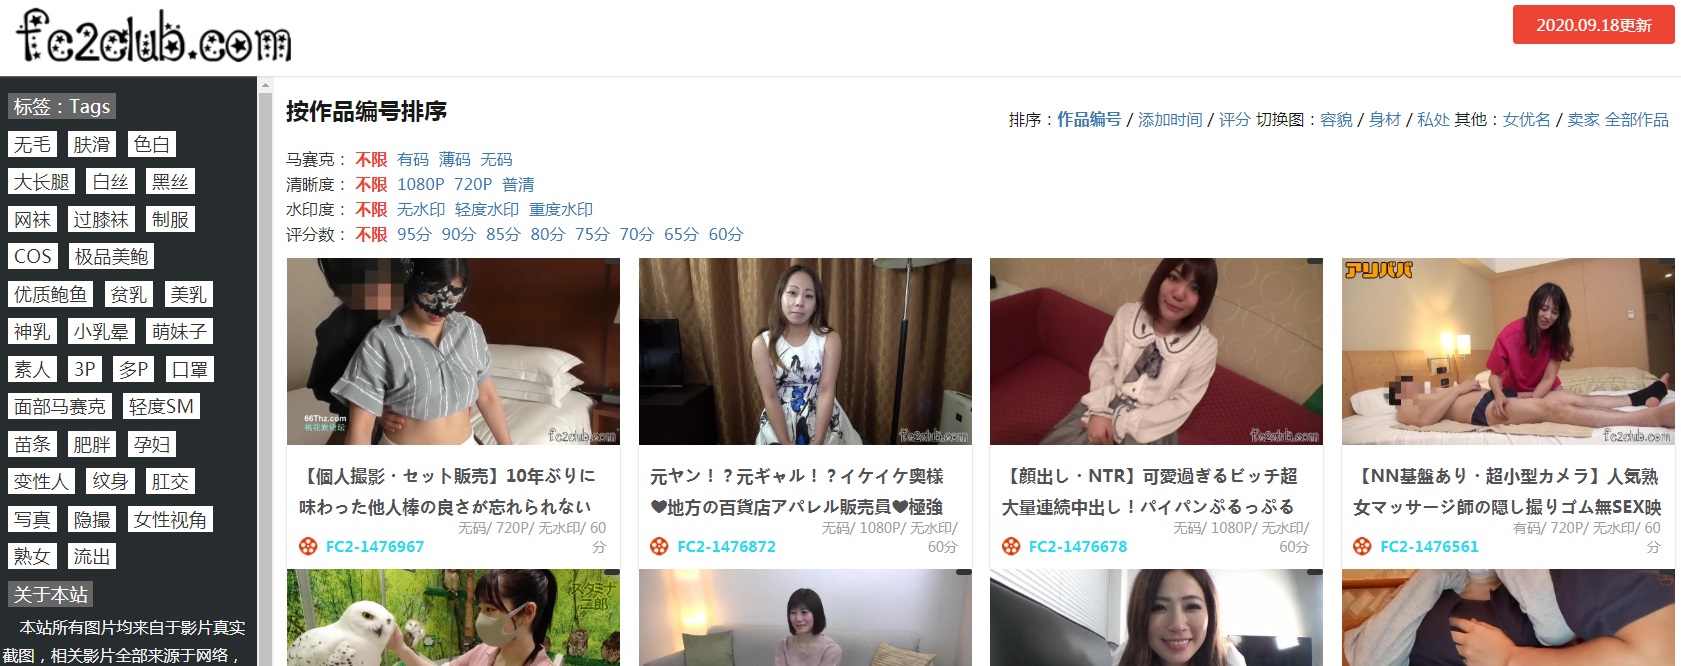 fc2club.com
2020.09.18更新
标签：Tags
无毛 肤滑 色白
大长腿 白丝 黑丝
网袜 过膝袜 制服
COS 极品美鲍
优质鲍鱼 贫乳 美乳
神乳 小乳晕 萌妹子
素人 3P 多P 口罩
面部马赛克 轻度SM
苗条 肥胖 孕妇
变性人 纹身 肛交
写真 隐撮 女性视角
熟女 流出
关于本站
本站所有图片均来自于影片真实
截图，相关影片全部来源于网络，
按作品编号排序
排序：作品编号 / 添加时间 / 评分 切换图：容貌 / 身材 / 私处 其他：女优名 / 卖家 全部作品
马赛克： 不限 有码 薄码 无码
清晰度： 不限 1080P 720P 普清
水印度： 不限 无水印 轻度水印 重度水印
评分数： 不限 95分 90分 85分 80分 75分 70分 65分 60分
66Thz.com
桃花族论坛
fc2club.com
【個人撮影・セット販売】10年ぶりに
味わった他人棒の良さが忘れられない
无码/ 720P/ 无水印/ 60
分
FC2-1476967
fc2club.com
元ヤン！？元ギャル！？イケイケ奥様
♥地方の百貨店アパレル販売員♥極強
无码/ 1080P/ 无水印/
60分
FC2-1476872
fc2club.com
【顔出し・NTR】可愛過ぎるビッチ超
大量連続中出し！パイパンぷるっぷる
无码/ 1080P/ 无水印/
60分
FC2-1476678
アリババ
fc2club.com
【NN基盤あり・超小型カメラ】人気熟
女マッサージ師の隠し撮りゴム無SEX映
有码/ 720P/ 无水印/ 60
分
FC2-1476561
スタミナ
二郎